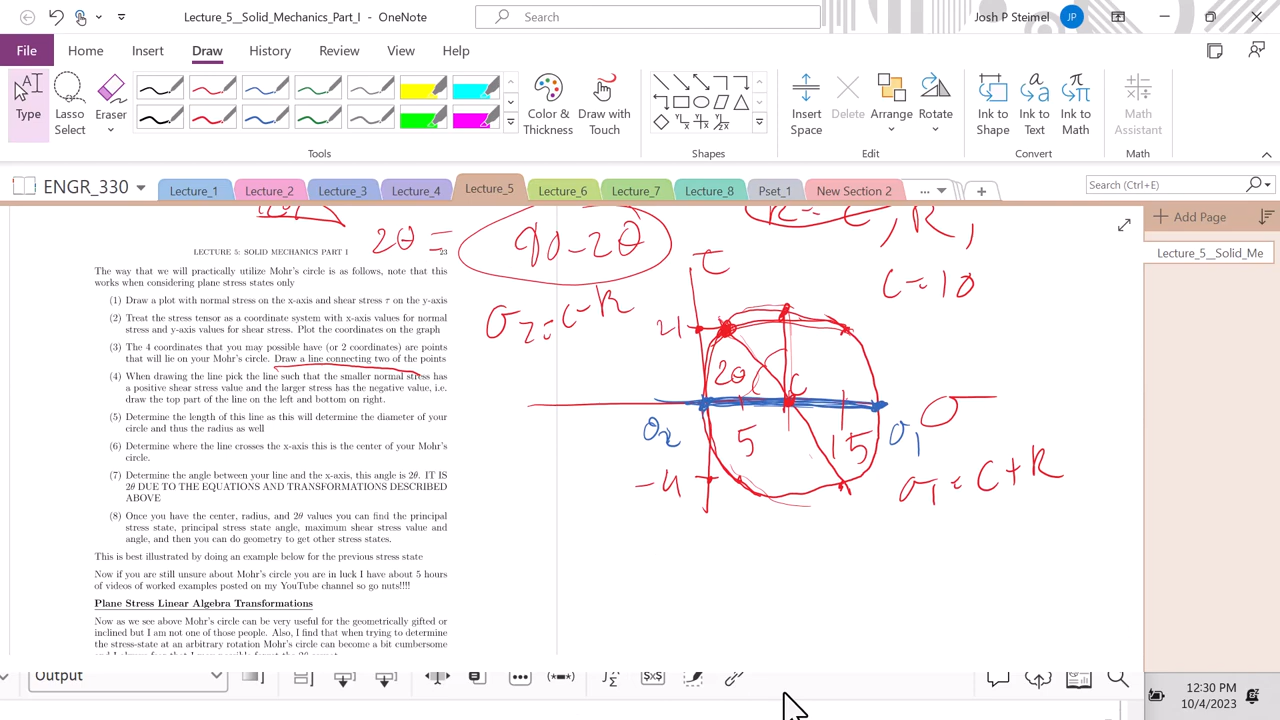 Lecture_5__Solid_Mechanics_Part_I - OneNote
Search
Josh P Steimel
JP
File
Home
Insert
Draw
History
Review
View
Help
Type
Lasso Select
Eraser
Color & Thickness
Draw with Touch
Insert Space
Delete
Arrange
Rotate
Ink to Shape
Ink to Text
Ink to Math
Math Assistant
Tools
Shapes
Edit
Convert
Math
ENGR_330
Lecture_1
Lecture_2
Lecture_3
Lecture_4
Lecture_5
Lecture_6
Lecture_7
Lecture_8
Pset_1
New Section 2
...
Search (Ctrl+E)
Add Page
Lecture_5__Solid_Me
2θ = 90-2θ
R = C, R,
C=10
σ2=C-R
τ
4
2θ
C
σ2
5
15
σ1
σ
-4
σ1=C+R
LECTURE 5: SOLID MECHANICS PART I 23
The way that we will practically utilize Mohr's circle is as follows, note that this
works when considering plane stress states only
(1) Draw a plot with normal stress on the x-axis and shear stress τ on the y-axis
(2) Treat the stress tensor as a coordinate system with x-axis values for normal
stress and y-axis values for shear stress. Plot the coordinates on the graph
(3) The 4 coordinates that you may possible have (or 2 coordinates) are points
that will lie on your Mohr's circle. Draw a line connecting two of the points
(4) When drawing the line pick the line such that the smaller normal stress has
a positive shear stress value and the larger stress has the negative value, i.e.
draw the top part of the line on the left and bottom on right.
(5) Determine the length of this line as this will determine the diameter of your
circle and thus the radius as well
(6) Determine where the line crosses the x-axis this is the center of your Mohr's
circle.
(7) Determine the angle between your line and the x-axis, this angle is 2θ. IT IS
2θ DUE TO THE EQUATIONS AND TRANSFORMATIONS DESCRIBED
ABOVE
(8) Once you have the center, radius, and 2θ values you can find the principal
stress state, principal stress state angle, maximum shear stress value and
angle, and then you can do geometry to get other stress states.
This is best illustrated by doing an example below for the previous stress state
Now if you are still unsure about Mohr's circle you are in luck I have about 5 hours
of videos of worked examples posted on my YouTube channel so go nuts!!!!
Plane Stress Linear Algebra Transformations
Now as we see above Mohr's circle can be very useful for the geometrically gifted or
inclined but I am not one of those people. Also, I find that when trying to determine
the stress-state at an arbitrary rotation Mohr's circle can become a bit cumbersome
Output
12:30 PM
10/4/2023